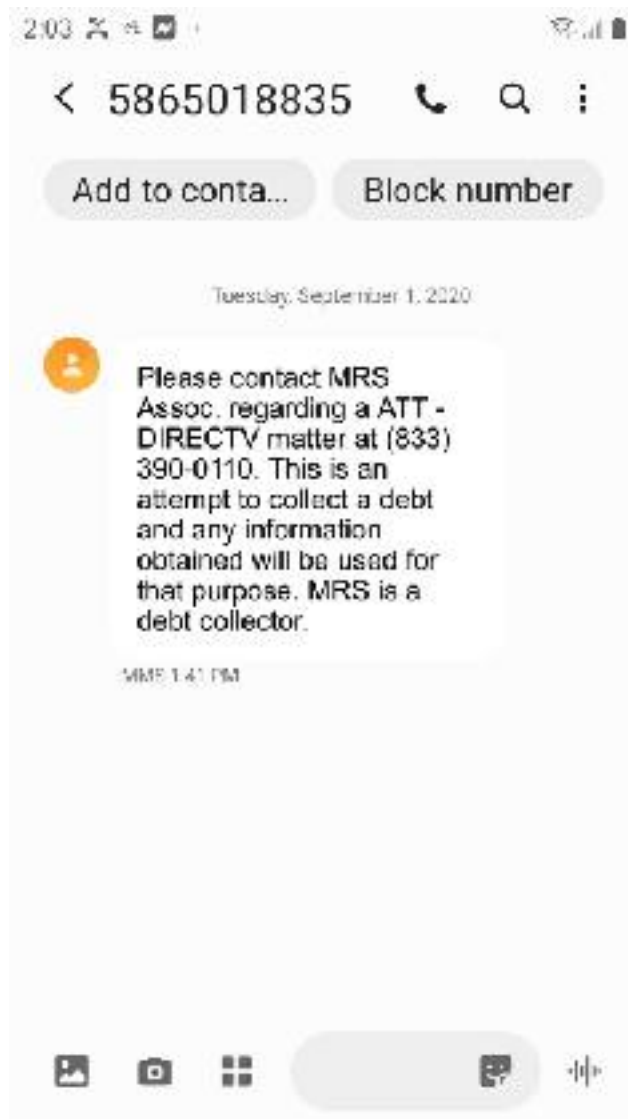 2:03
5865018835
Add to conta...
Block number
Tuesday, September 1, 2020
Please contact MRS
Assoc. regarding a ATT -
DIRECTV matter at (833)
390-0110. This is an
attempt to collect a debt
and any information
obtained will be used for
that purpose. MRS is a
debt collector.
MMS 1:41 PM